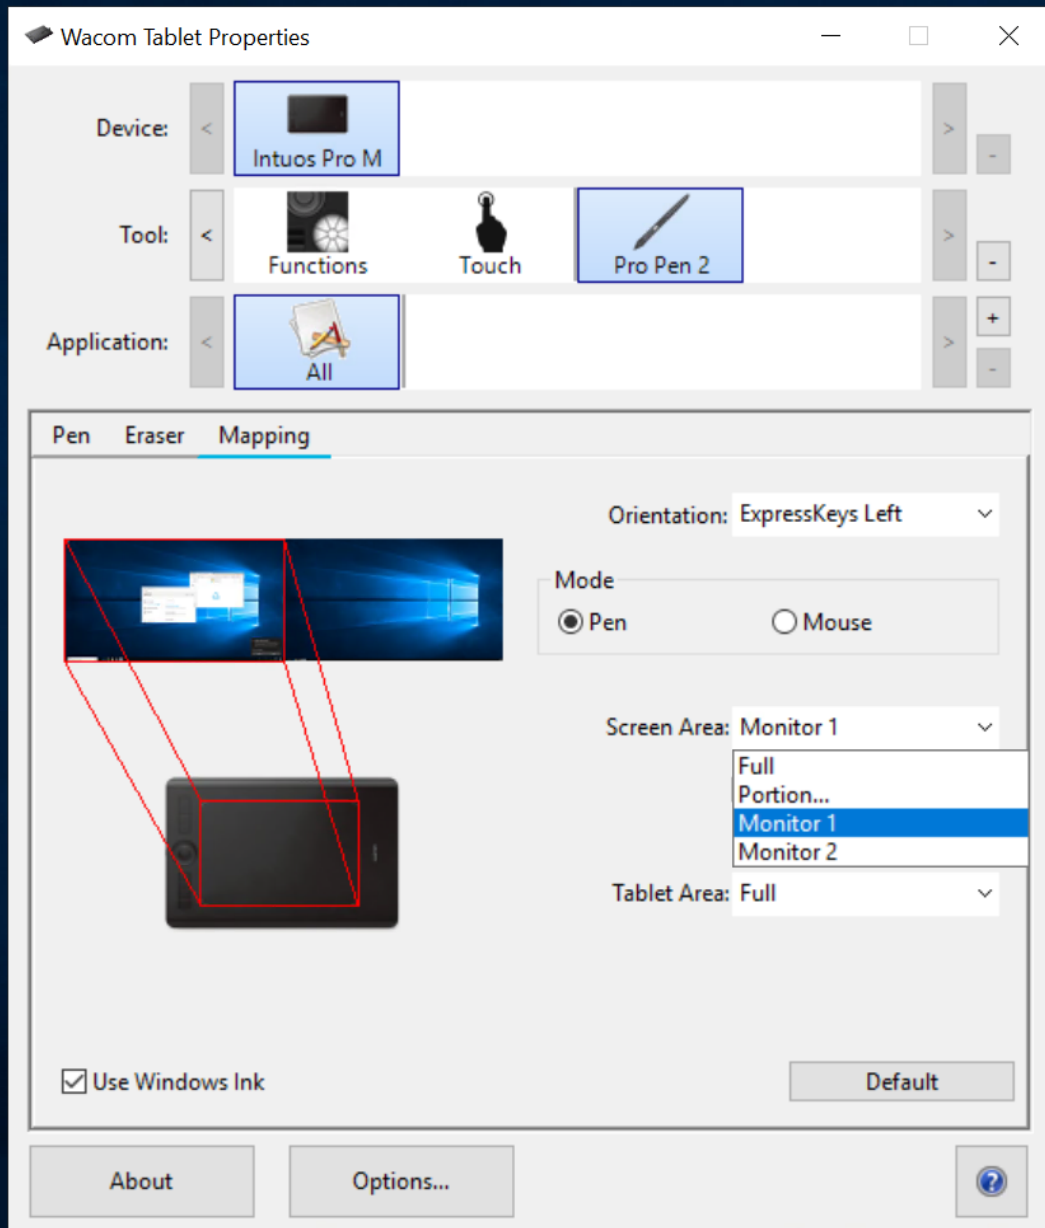 Wacom Tablet Properties
Device:
<
Intuos Pro M
>
-
Tool:
<
Functions
Touch
Pro Pen 2
>
-
Application:
<
All
>
+
-
Pen Eraser Mapping
Orientation: ExpressKeys Left
Mode
Pen Mouse
Screen Area: Monitor 1
Full
Portion...
Monitor 1
Monitor 2
Tablet Area: Full
Use Windows Ink
Default
About
Options...
?